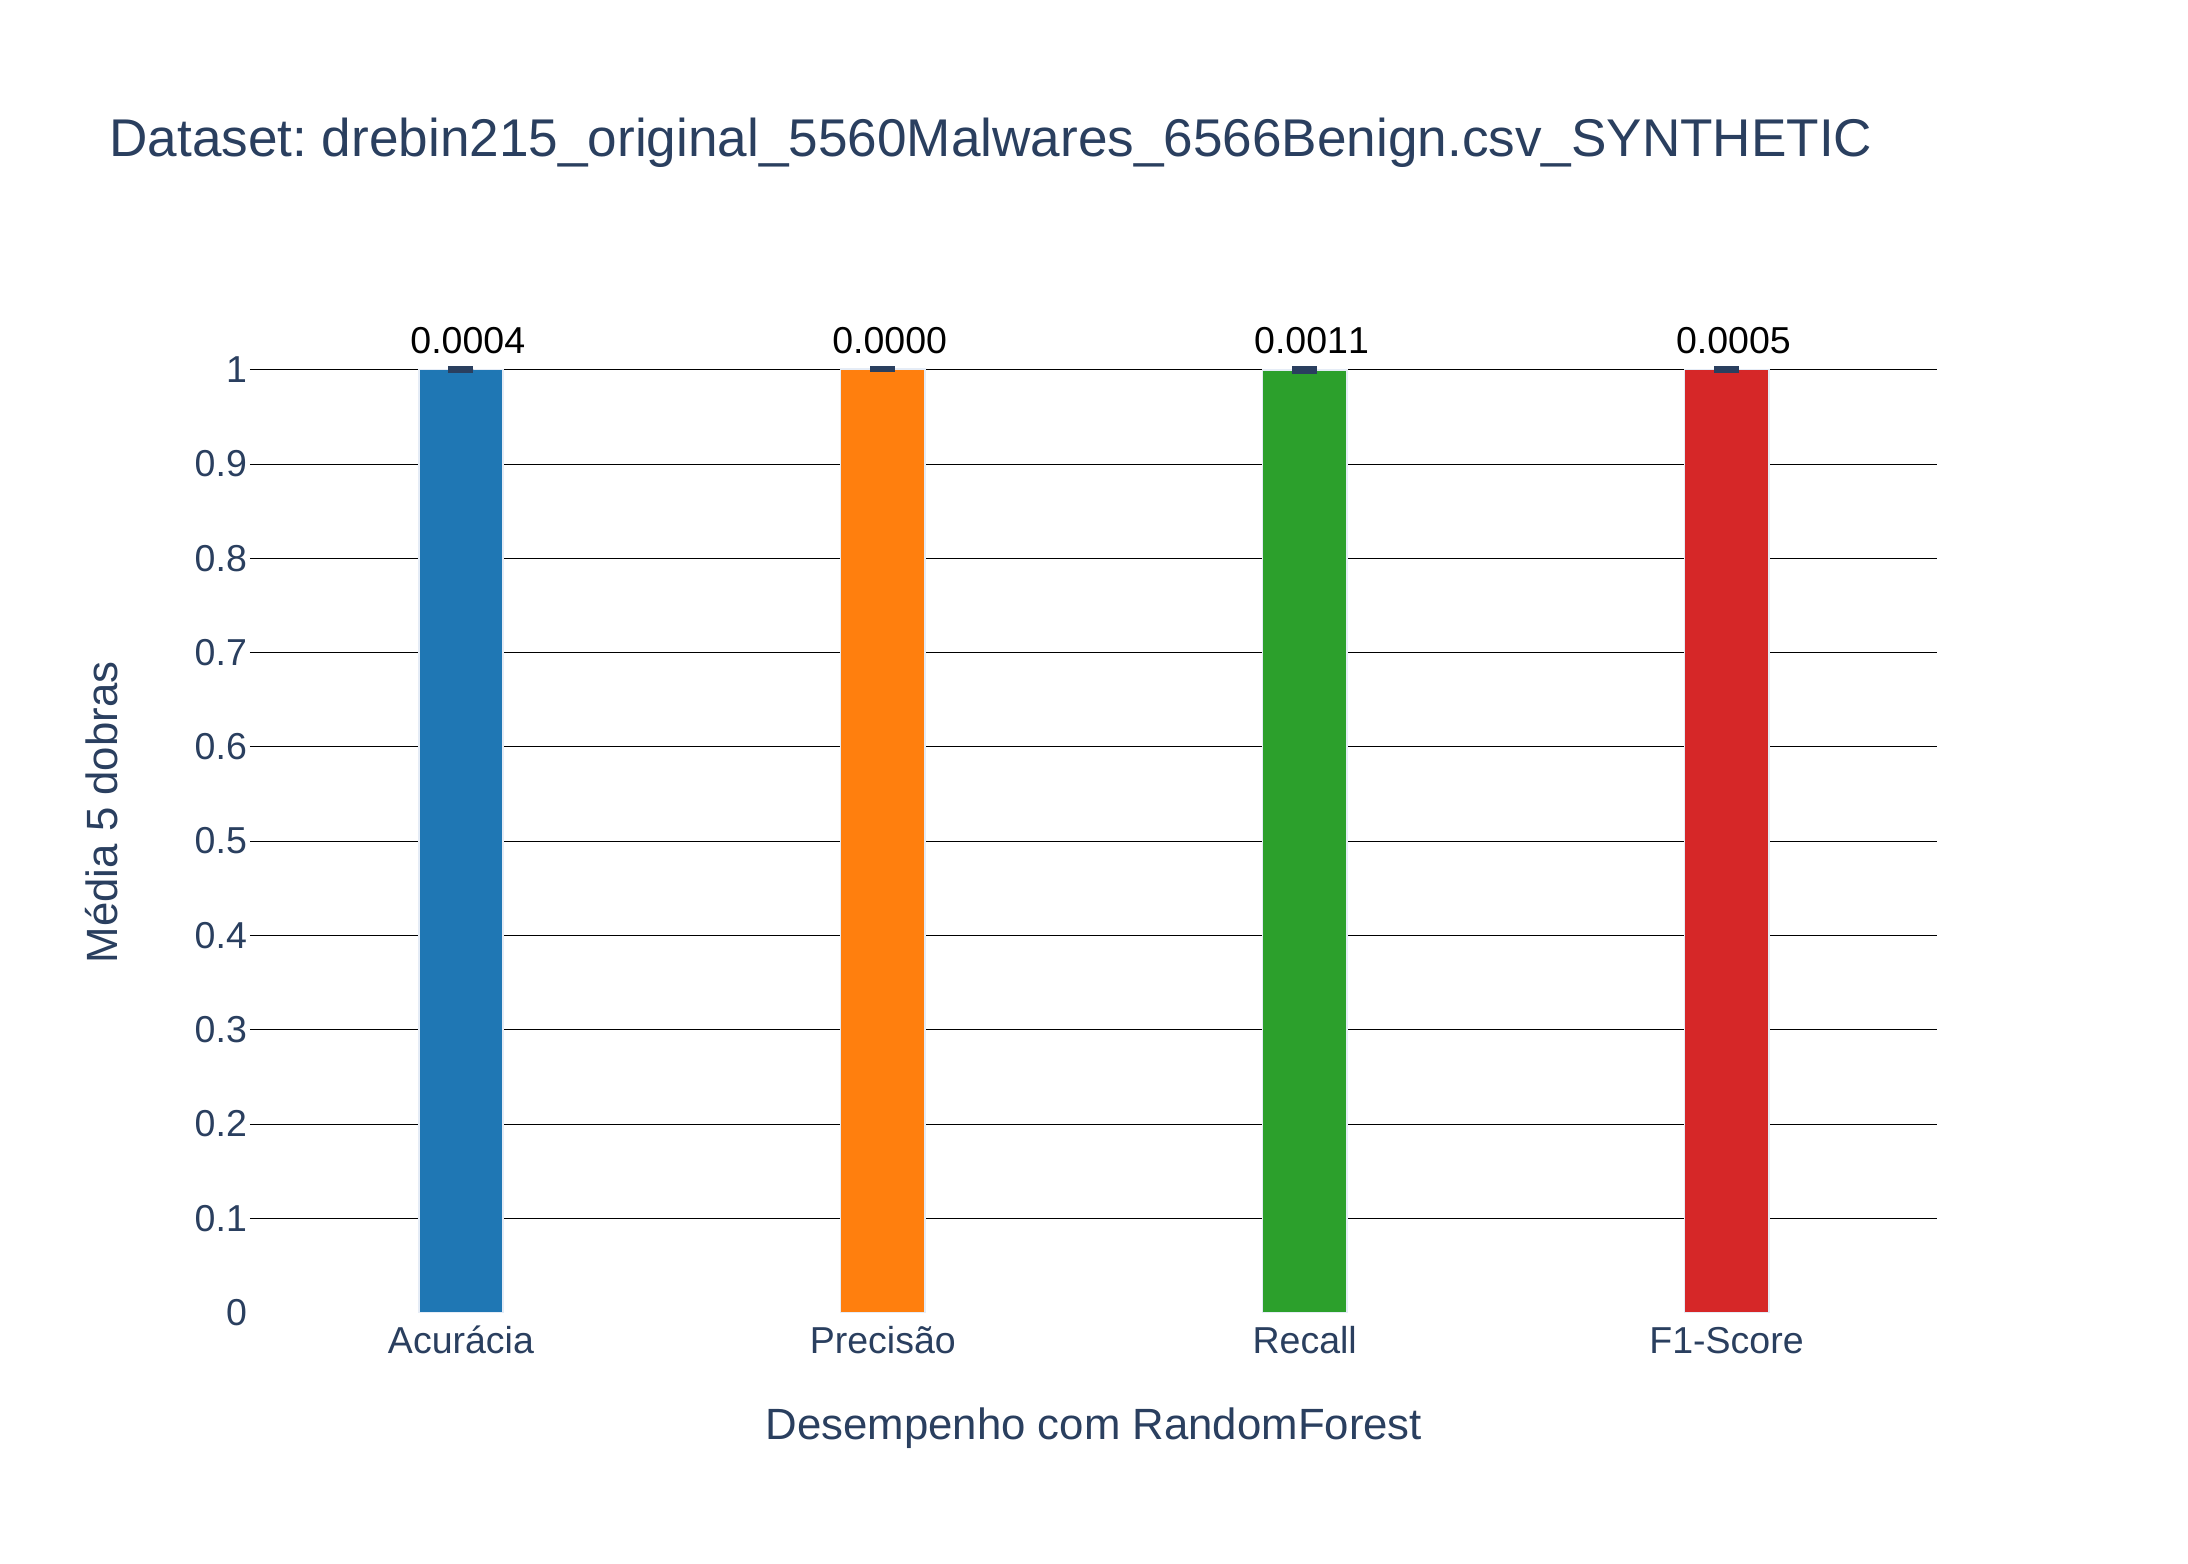 Dataset: drebin215_original_5560Malwares_6566Benign.csv_SYNTHETIC
0.0004 0.0000 0.0011 0.0005
1
0.9
0.8
0.7
0.6
0.5
0.4
0.3
0.2
0.1
0
Média 5 dobras
Acurácia Precisão Recall F1-Score
Desempenho com RandomForest